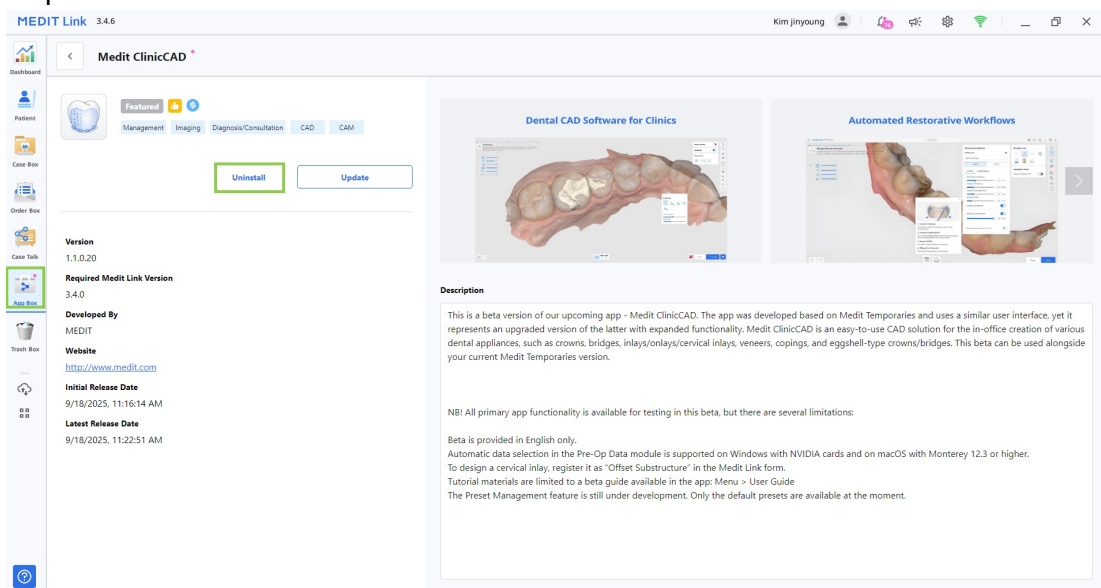 MEDIT Link 3.4.6
Kim jinyoung
76
Dashboard
Patient
Case Box
Order Box
Case Talk
App Box
Trash Box
Medit ClinicCAD
Featured
Management Imaging Diagnosis/Consultation CAD CAM
Uninstall Update
Version
1.1.0.20
Required Medit Link Version
3.4.0
Developed By
MEDIT
Website
http://www.medit.com
Initial Release Date
9/18/2025, 11:16:14 AM
Latest Release Date
9/18/2025, 11:22:51 AM
Dental CAD Software for Clinics
Automated Restorative Workflows
Description
This is a beta version of our upcoming app - Medit ClinicCAD. The app was developed based on Medit Temporaries and uses a similar user interface, yet it
represents an upgraded version of the latter with expanded functionality. Medit ClinicCAD is an easy-to-use CAD solution for the in-office creation of various
dental appliances, such as crowns, bridges, inlays/onlays/cervical inlays, veneers, copings, and eggshell-type crowns/bridges. This beta can be used alongside
your current Medit Temporaries version.
NB! All primary app functionality is available for testing in this beta, but there are several limitations:
Beta is provided in English only.
Automatic data selection in the Pre-Op Data module is supported on Windows with NVIDIA cards and on macOS with Monterey 12.3 or higher.
To design a cervical inlay, register it as "Offset Substructure" in the Medit Link form.
Tutorial materials are limited to a beta guide available in the app: Menu > User Guide
The Preset Management feature is still under development. Only the default presets are available at the moment.